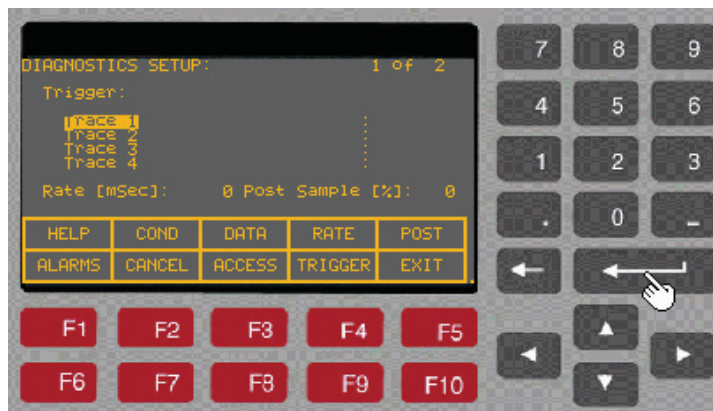 DIAGNOSTICS SETUP: 1 of 2
Trigger:
Trace 1 :
Trace 2 :
Trace 3 :
Trace 4 :
Rate [mSec]: 0 Post Sample [%]: 0
HELP COND DATA RATE POST
ALARMS CANCEL ACCESS TRIGGER EXIT
F1 F2 F3 F4 F5
F6 F7 F8 F9 F10
7 8 9
4 5 6
1 2 3
. 0 -